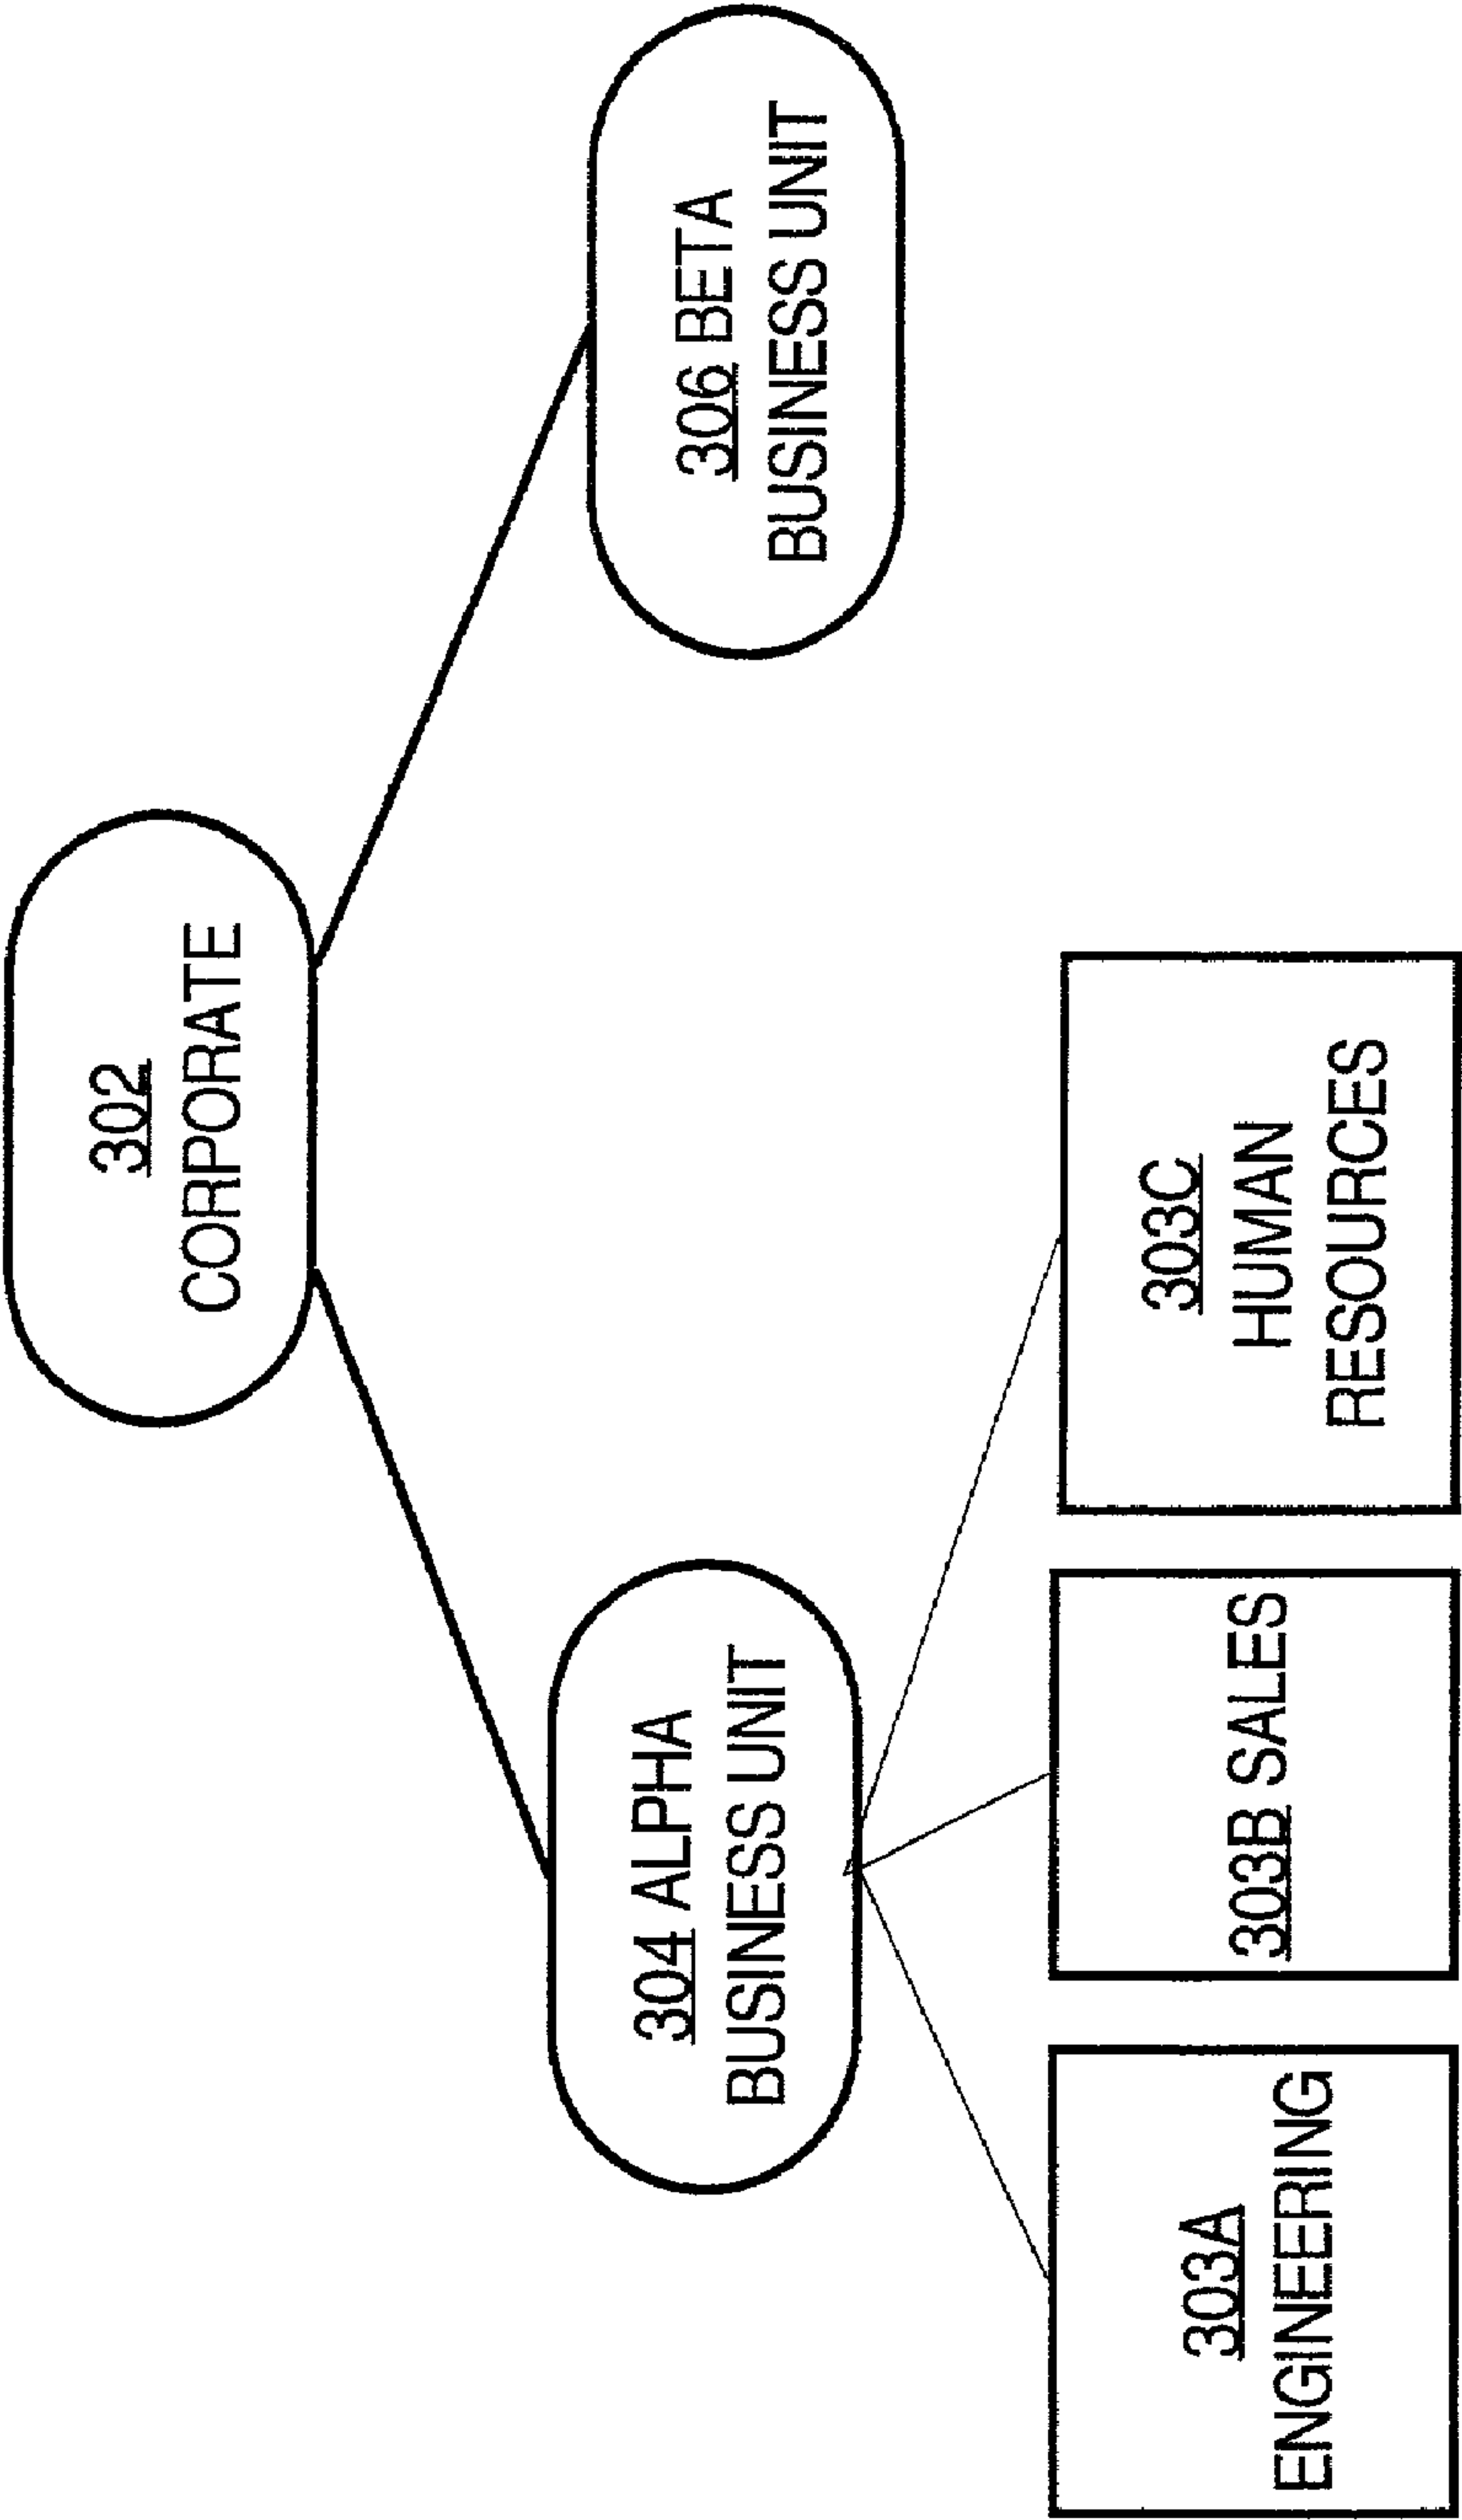 302
CORPORATE
304 ALPHA
BUSINESS UNIT
306 BETA
BUSINESS UNIT
303A
ENGINEERING
303B SALES
303C
HUMAN
RESOURCES